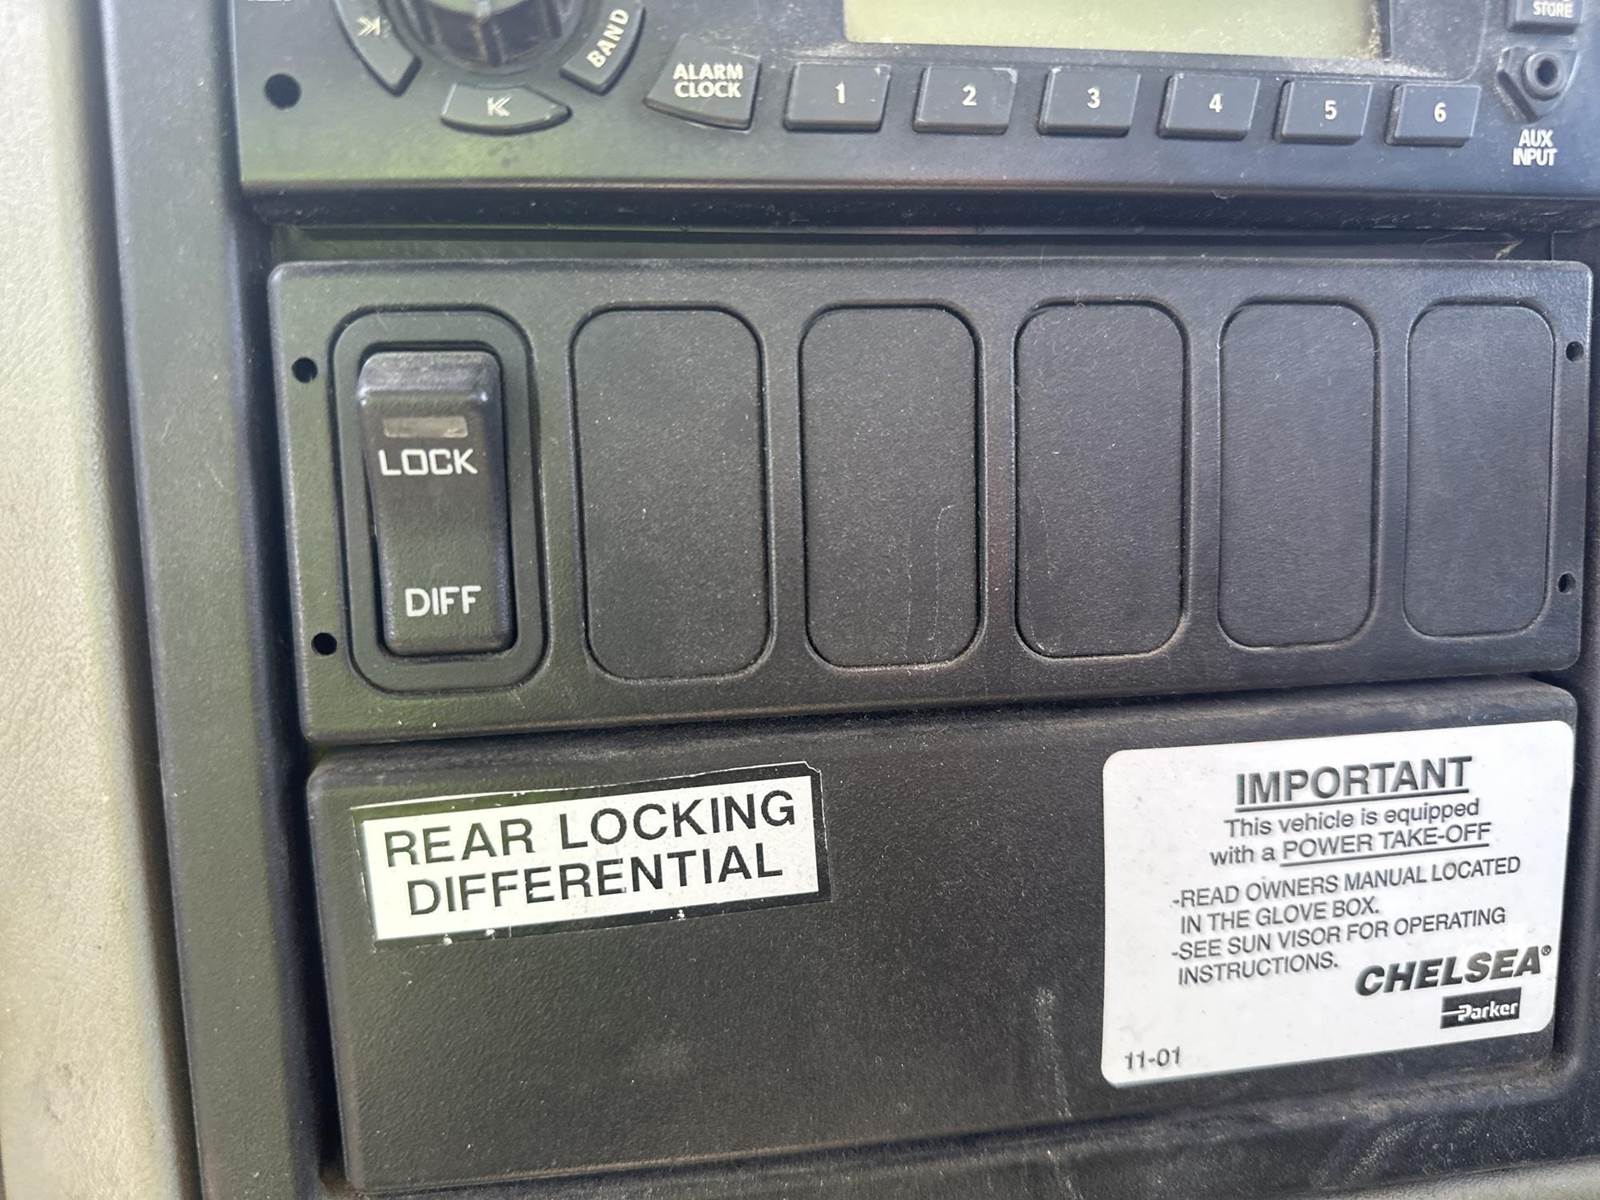 STORE
BAND
ALARM
CLOCK
1
2
3
4
5
6
AUX
INPUT
LOCK
DIFF
REAR LOCKING
DIFFERENTIAL
IMPORTANT
This vehicle is equipped
with a POWER TAKE-OFF
-READ OWNERS MANUAL LOCATED
IN THE GLOVE BOX.
-SEE SUN VISOR FOR OPERATING
INSTRUCTIONS.
CHELSEA®
Parker
11-01